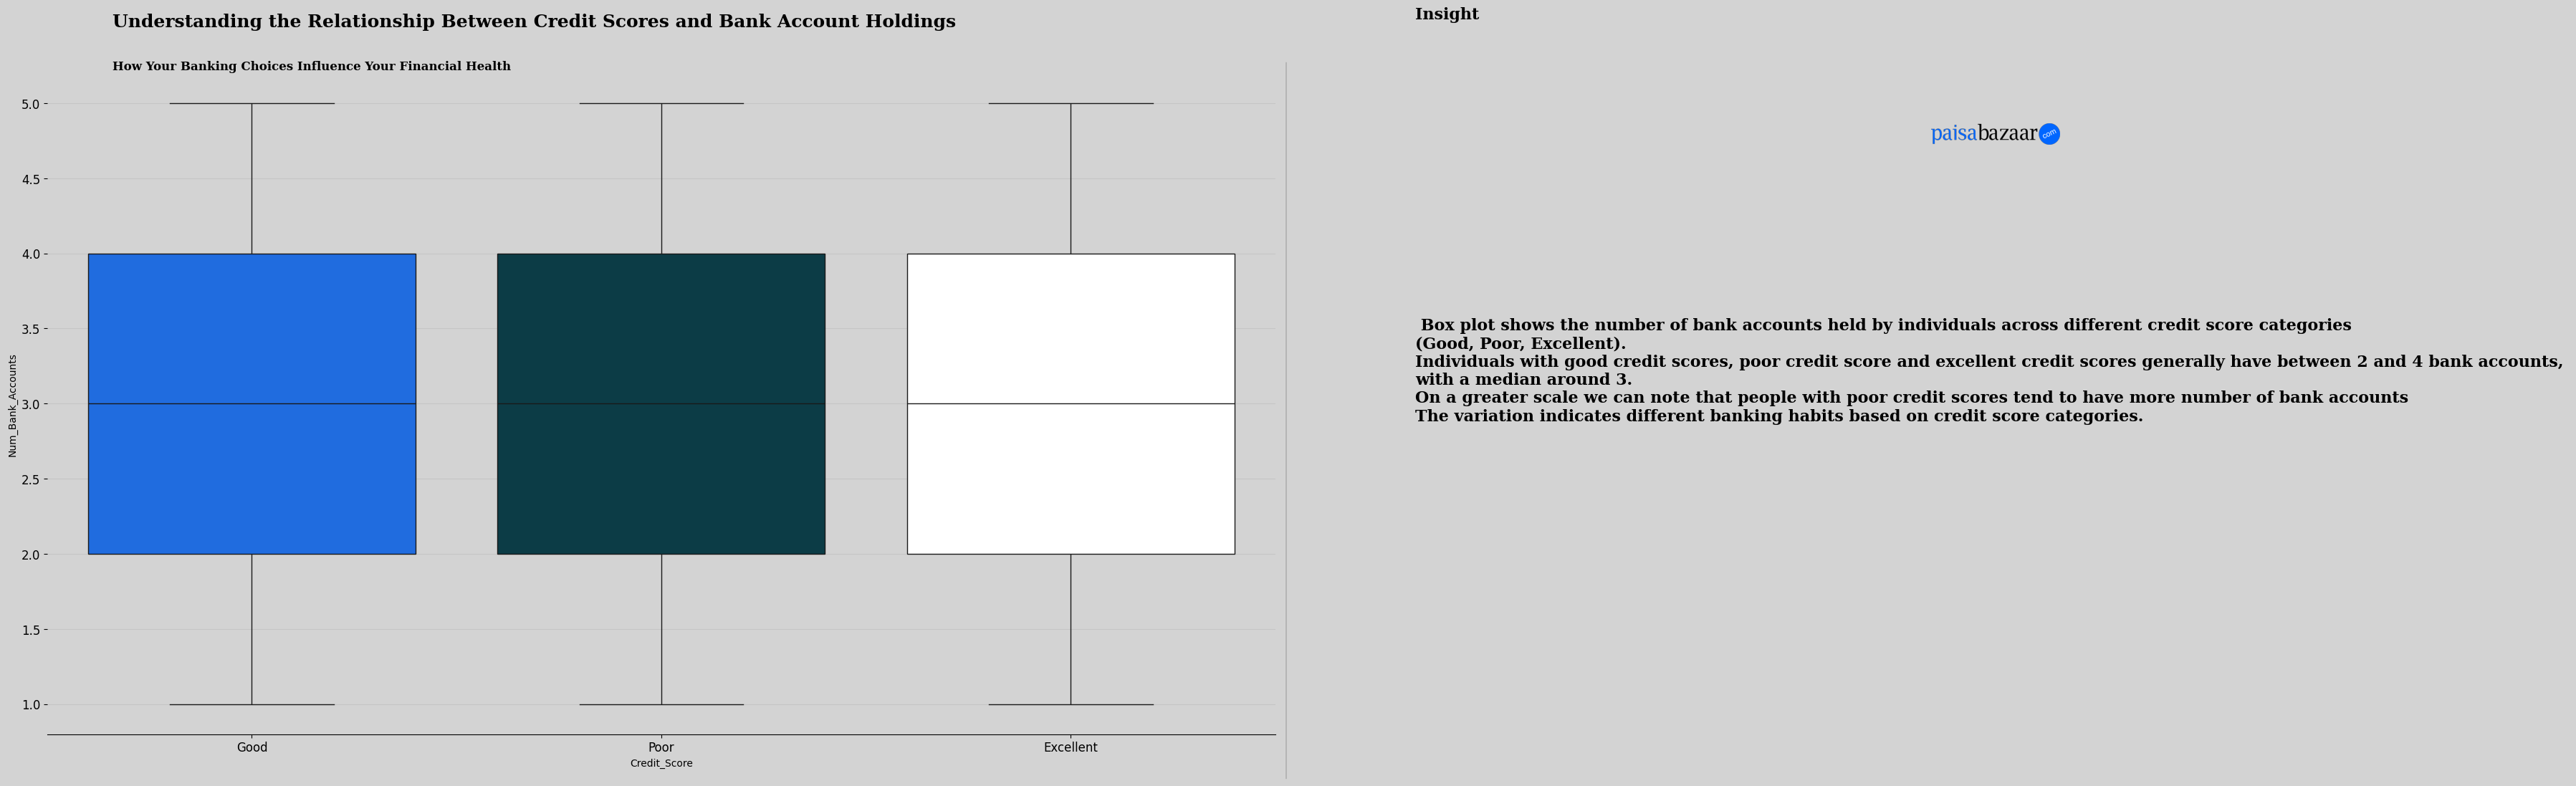 Understanding the Relationship Between Credit Scores and Bank Account Holdings
How Your Banking Choices Influence Your Financial Health
5.0
4.5
4.0
3.5
3.0
2.5
2.0
1.5
1.0
Num_Bank_Accounts
Good
Poor
Excellent
Credit_Score
Insight
paisabazaar com
Box plot shows the number of bank accounts held by individuals across different credit score categories
(Good, Poor, Excellent).
Individuals with good credit scores, poor credit score and excellent credit scores generally have between 2 and 4 bank accounts,
with a median around 3.
On a greater scale we can note that people with poor credit scores tend to have more number of bank accounts
The variation indicates different banking habits based on credit score categories.